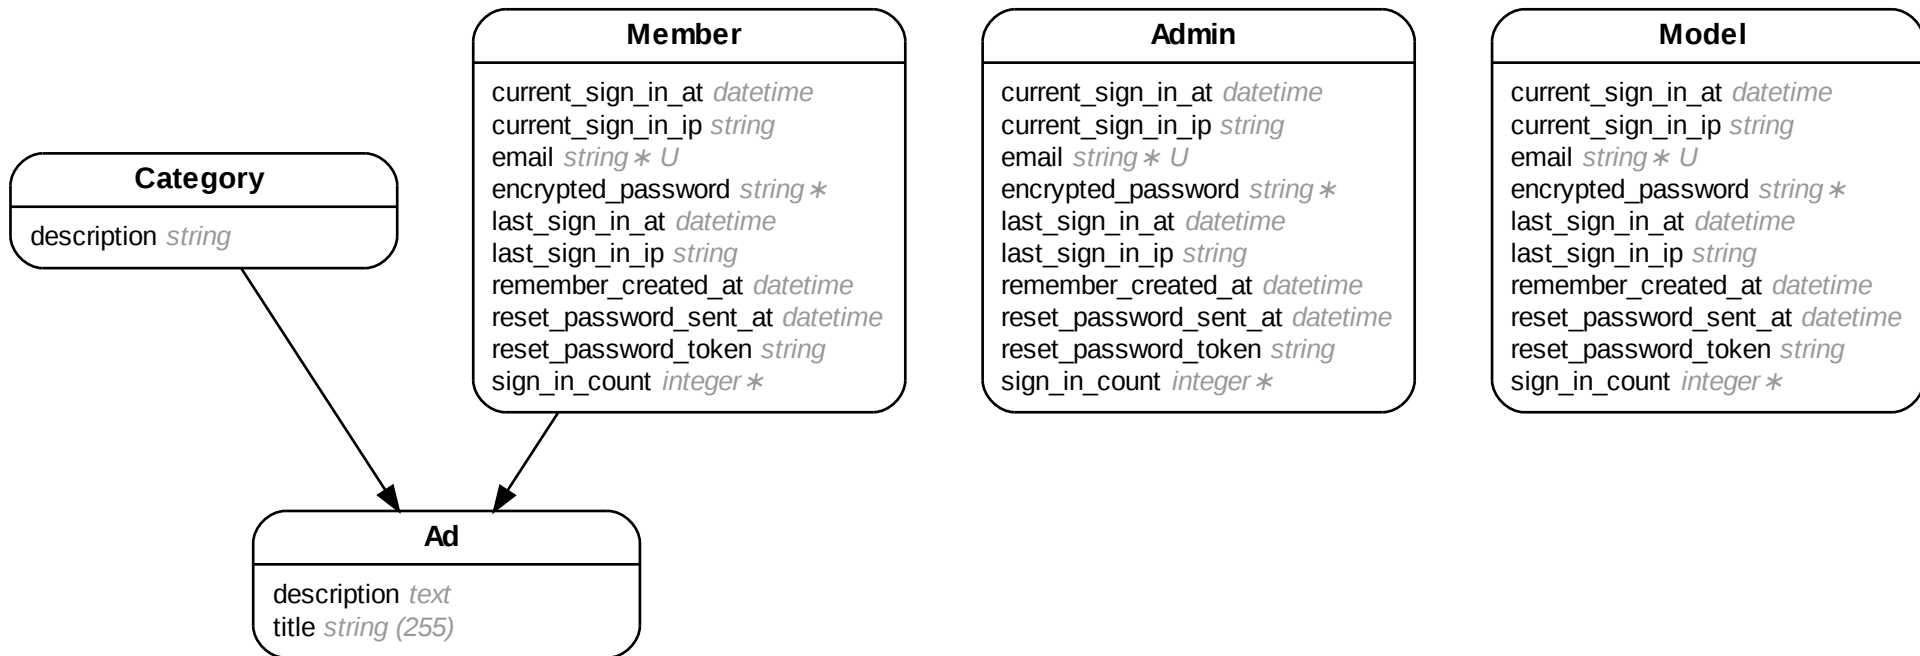 Category
description string
Member
current_sign_in_at datetime
current_sign_in_ip string
email string ∗ U
encrypted_password string ∗
last_sign_in_at datetime
last_sign_in_ip string
remember_created_at datetime
reset_password_sent_at datetime
reset_password_token string
sign_in_count integer ∗
Admin
current_sign_in_at datetime
current_sign_in_ip string
email string ∗ U
encrypted_password string ∗
last_sign_in_at datetime
last_sign_in_ip string
remember_created_at datetime
reset_password_sent_at datetime
reset_password_token string
sign_in_count integer ∗
Model
current_sign_in_at datetime
current_sign_in_ip string
email string ∗ U
encrypted_password string ∗
last_sign_in_at datetime
last_sign_in_ip string
remember_created_at datetime
reset_password_sent_at datetime
reset_password_token string
sign_in_count integer ∗
Ad
description text
title string (255)